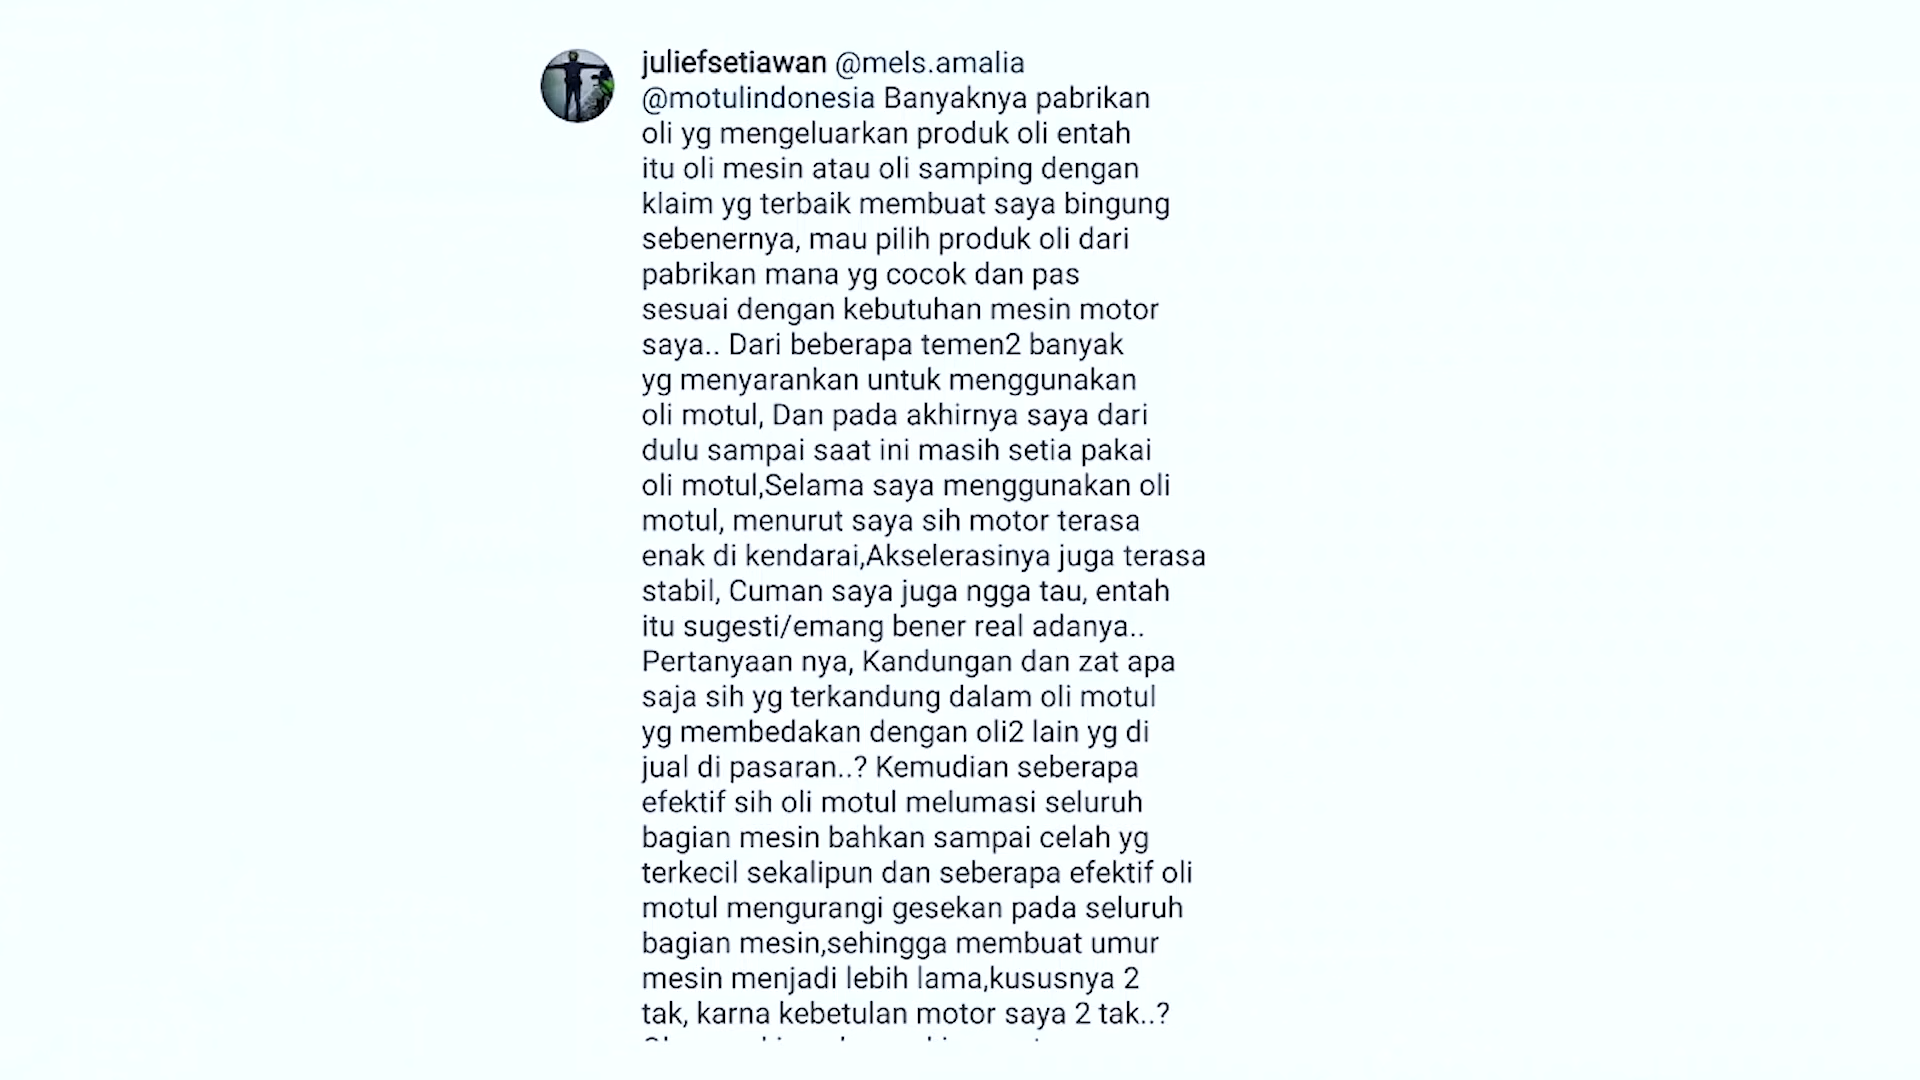 juliefsetiawan @mels.amalia
@motulindonesia Banyaknya pabrikan
oli yg mengeluarkan produk oli entah
itu oli mesin atau oli samping dengan
klaim yg terbaik membuat saya bingung
sebenernya, mau pilih produk oli dari
pabrikan mana yg cocok dan pas
sesuai dengan kebutuhan mesin motor
saya.. Dari beberapa temen2 banyak
yg menyarankan untuk menggunakan
oli motul, Dan pada akhirnya saya dari
dulu sampai saat ini masih setia pakai
oli motul,Selama saya menggunakan oli
motul, menurut saya sih motor terasa
enak di kendarai,Akselerasinya juga terasa
stabil, Cuman saya juga ngga tau, entah
itu sugesti/emang bener real adanya..
Pertanyaan nya, Kandungan dan zat apa
saja sih yg terkandung dalam oli motul
yg membedakan dengan oli2 lain yg di
jual di pasaran..? Kemudian seberapa
efektif sih oli motul melumasi seluruh
bagian mesin bahkan sampai celah yg
terkecil sekalipun dan seberapa efektif oli
motul mengurangi gesekan pada seluruh
bagian mesin,sehingga membuat umur
mesin menjadi lebih lama,kususnya 2
tak, karna kebetulan motor saya 2 tak..?